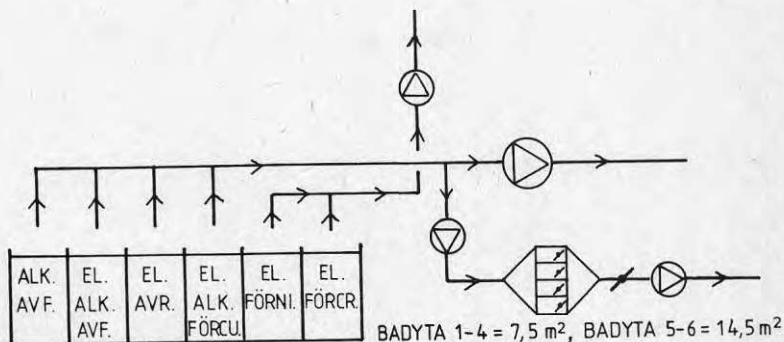 ALK.
AVF.
EL.
ALK.
AVF.
EL.
AVR.
EL.
ALK.
FÖRCU.
EL.
FÖRNI.
EL.
FÖRCR.
BADYTA 1-4 = 7,5 m², BADYTA 5-6 = 14,5 m²